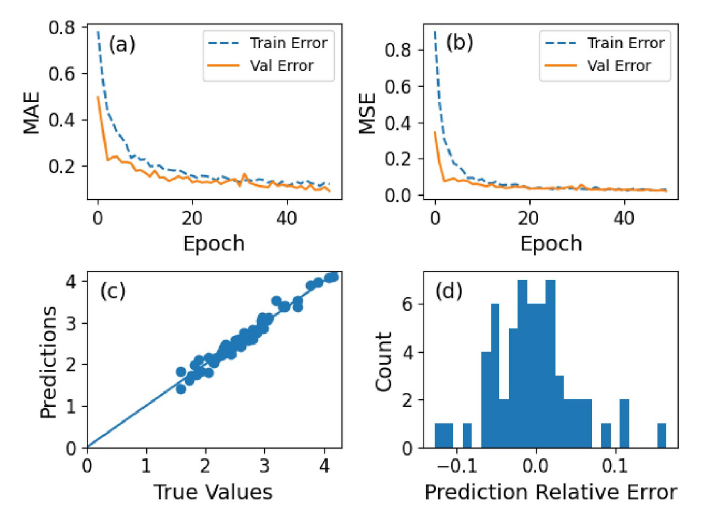 0.8
0.6
0.4
0.2
MAE
(a)
Train Error
Val Error
0
20
40
Epoch
0.8
0.6
0.4
0.2
0.0
MSE
(b)
Train Error
Val Error
0
20
40
Epoch
4
3
2
1
0
Predictions
(c)
0
1
2
3
4
True Values
6
4
2
0
Count
(d)
−0.1
0.0
0.1
Prediction Relative Error